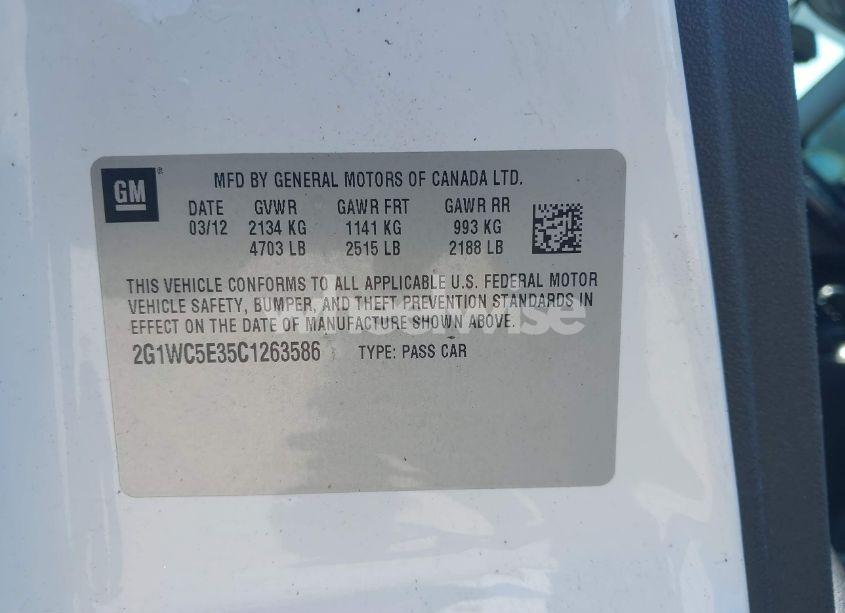 GM
MFD BY GENERAL MOTORS OF CANADA LTD.
DATE GVWR GAWR FRT GAWR RR
03/12 2134 KG 1141 KG 993 KG
4703 LB 2515 LB 2188 LB
THIS VEHICLE CONFORMS TO ALL APPLICABLE U.S. FEDERAL MOTOR
VEHICLE SAFETY, BUMPER, AND THEFT PREVENTION STANDARDS IN
EFFECT ON THE DATE OF MANUFACTURE SHOWN ABOVE.
2G1WC5E35C1263586 TYPE: PASS CAR